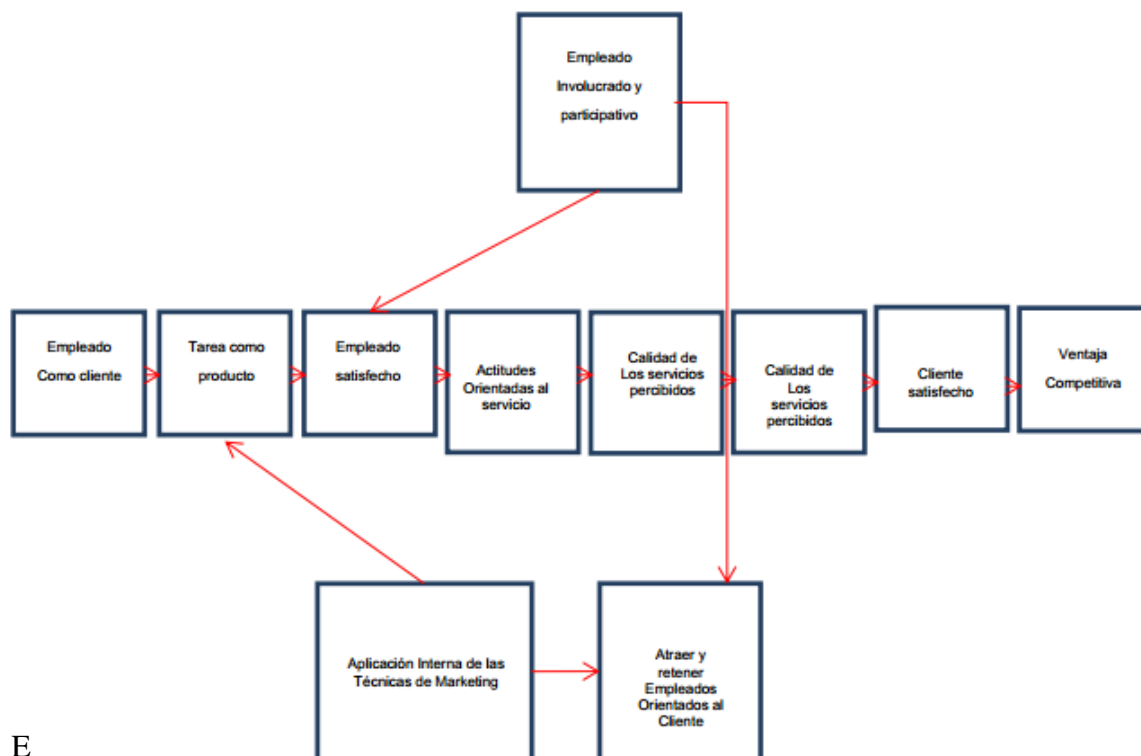 Empleado
Involucrado y
participativo
Empleado
Como cliente
Tarea como
producto
Empleado
satisfecho
Actitudes
Orientadas al
servicio
Calidad de
Los servicios
percibidos
Calidad de
Los
servicios
percibidos
Cliente
satisfecho
Ventaja
Competitiva
Aplicación Interna de las
Técnicas de Marketing
Atraer y
retener
Empleados
Orientados al
Cliente
E